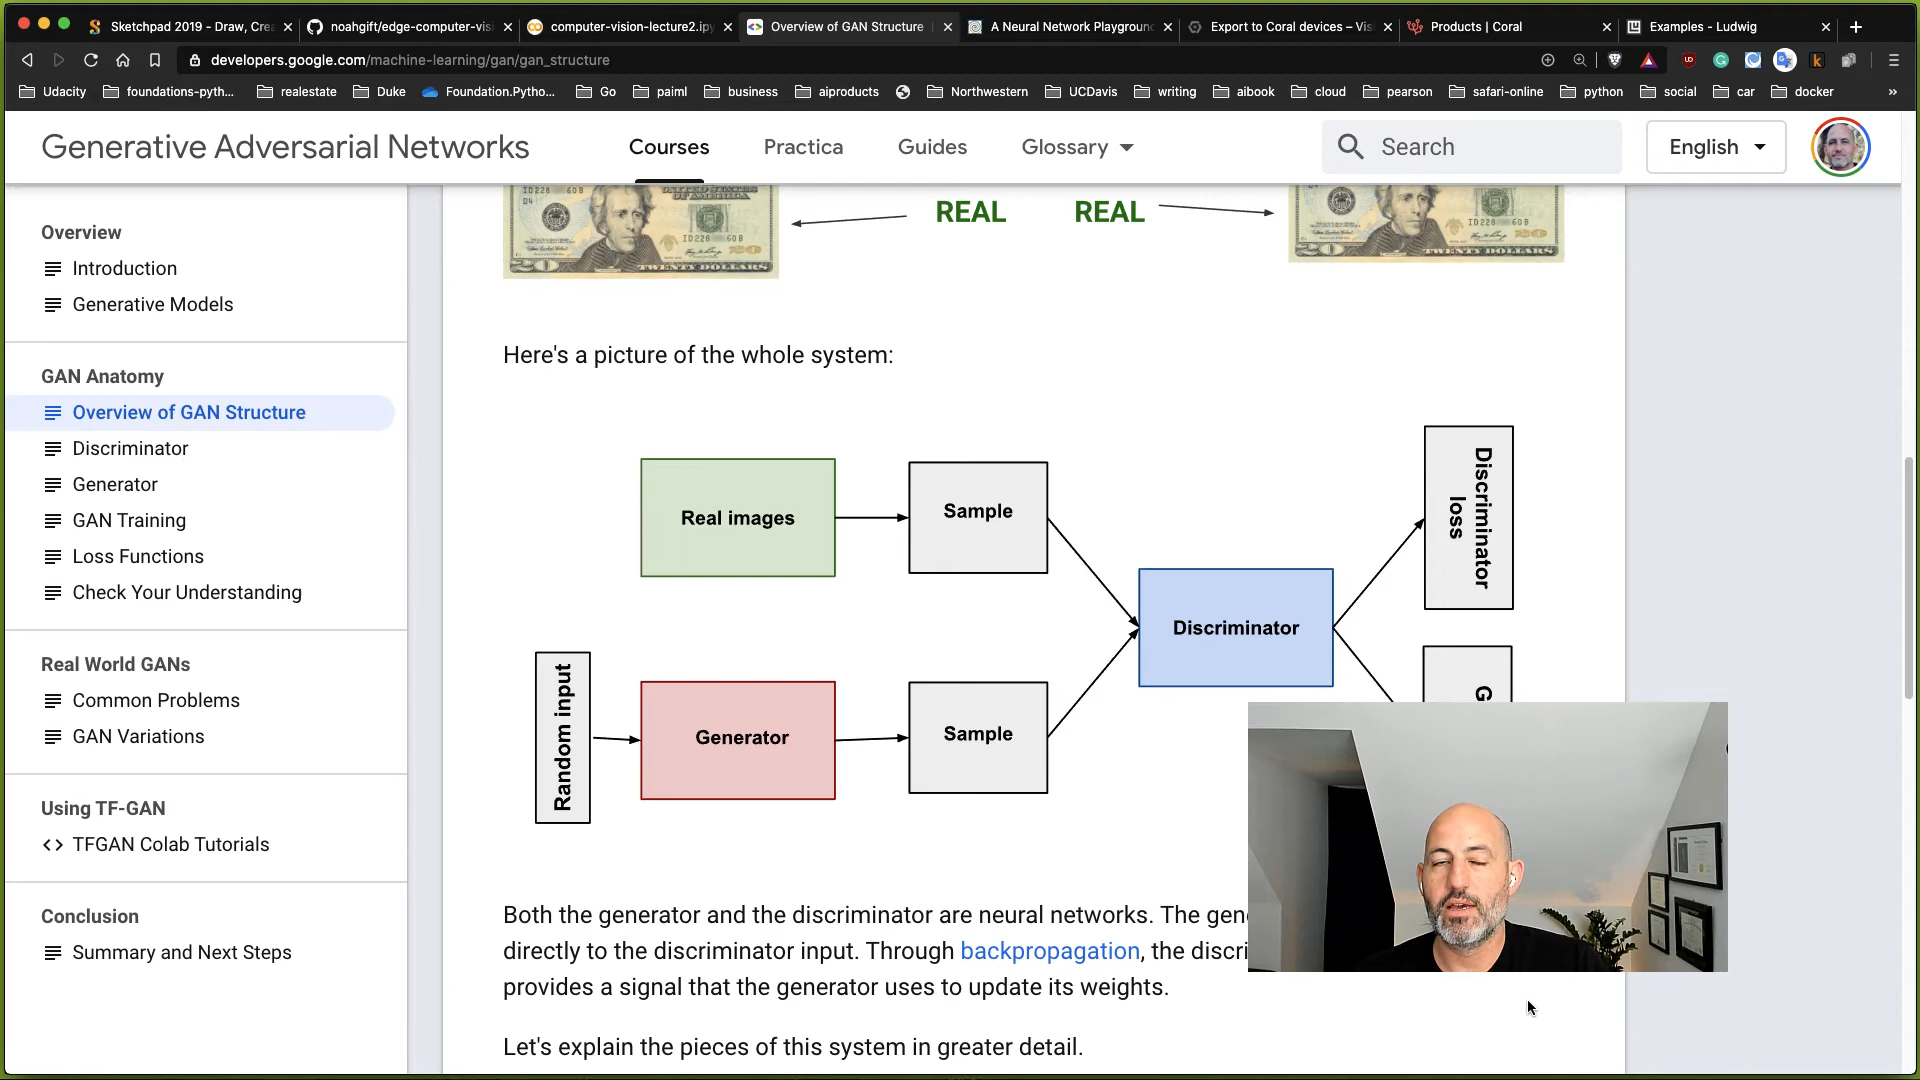 Sketchpad 2019 - Draw, Cre
noahgift/edge-computer-vis
computer-vision-lecture2.ipy
Overview of GAN Structure
A Neural Network Playground
Export to Coral devices – Vis
Products | Coral
Examples - Ludwig
developers.google.com/machine-learning/gan/gan_structure
Udacity
foundations-pyth...
realestate
Duke
Foundation.Pytho...
Go
paiml
business
aiproducts
Northwestern
UCDavis
writing
aibook
cloud
pearson
safari-online
python
social
car
docker
»
Generative Adversarial Networks
Courses
Practica
Guides
Glossary
Search
English
Overview
Introduction
Generative Models
GAN Anatomy
Overview of GAN Structure
Discriminator
Generator
GAN Training
Loss Functions
Check Your Understanding
Real World GANs
Common Problems
GAN Variations
Using TF-GAN
TFGAN Colab Tutorials
Conclusion
Summary and Next Steps
REAL
REAL
TWENTY DOLLARS
TWENTY DOLLARS
Here's a picture of the whole system:
Real images
Sample
Discriminator
loss
Discriminator
Random input
Generator
Sample
G
Both the generator and the discriminator are neural networks. The gen
directly to the discriminator input. Through backpropagation, the discri
provides a signal that the generator uses to update its weights.
Let's explain the pieces of this system in greater detail.